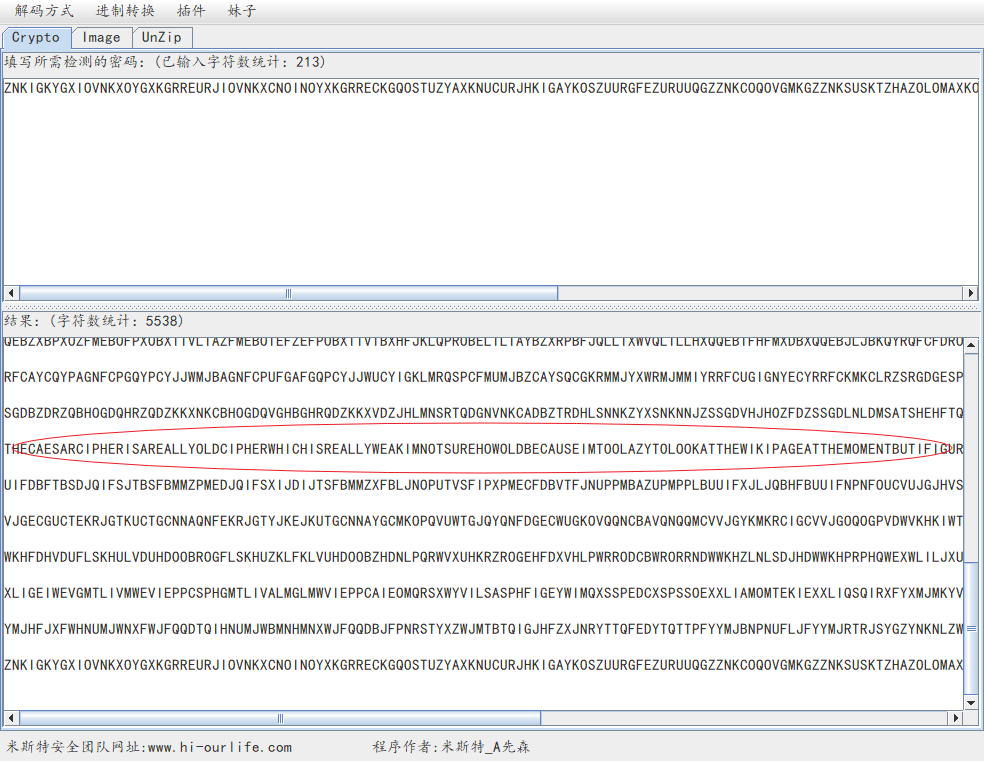 解码方式 进制转换 插件 妹子
Crypto Image UnZip
填写所需检测的密码: (已输入字符数统计: 213)
ZNKIGKYGXIOVNKXOYGXKGRREURJIOVNKXCNOINOYXKGRRECKGQOSTUZYAXKNUCURJHKIGAYKOSZUURGFEZURUUQGZZNKCOQOVGMKGZZNKSUSKTZHAZOLOMAXKC
结果: (字符数统计: 5538)
QEBZXBPXOZFMEBOFPXOBXIIVLIAZFMEBOTEFZEFPOBXIIVTBXHFJKLQPROBELTLIAYBZXRPBFJQLLIXWVQLILLHXQQEBTFHFMXDBXQQEBJLJBKQYRQFCFDRO
RFCAYCQYPAGNFCPGQYPCYJJWMJBAGNFCPUFGAFGQPCYJJWUCYIGKLMRQSPCFMUMJBZCAYSQCGKRMMJYXWRMJMMIYRRFCUGIGNYECYRRFCKMKCLRZSRGDGESP
SGDBZDRZQBHOGDQHRZQDZKKXNKCBHOGDQVGHBGHRQDZKKXVDZJHLMNSRTQDGNVNKCADBZTRDHLSNNKZYXSNKNNJZSSGDVHJHOZFDZSSGDLNLDMSATSHEHFTQ
THECAESARCIPHERISAREALLYOLDCIPHERWHICHISREALLYWEAKIMNOTSUREHOWOLDBECAUSEIMTOOLAZYTOLOOKATTHEWIKIPAGEATTHEMOMENTBUTIFIGUR
UIFDBFTBSDJQIFSJTBSFBMMZPMEDJQIFSXIJDIJTSFBMMZXFBLJNOPUTVSFIPXPMECFDBVTFJNUPPMBAZUPMPPLBUUIFXJLJQBHFBUUIFNPNFOUCVUJGJHVS
VJGECGUCTEKRJGTKUCTGCNNAQNFEKRJGTYJKEJKUTGCNNAYGCMKOPQVUWTGJQYQNFDGECWUGKOVQQNCBAVQNQQMCVVJGYKMKRCIGCVVJGOQOGPVDWVKHKIWT
WKHFDHVDUFLSKHULVDUHDOOBROGFLSKHUZKLFKLVUHDOOBZHDNLPQRWVXUHKRZROGEHFDXVHLPWRRODCBWRORRNDWWKHZLNLSDJHDWWKHPRPHQWEXWLILJXU
XLIGEIWEVGMTLIVMWEVIEPPCSPHGMTLIVALMGLMWVIEPPCAIEOMQRSXWYVILSASPHFIGEYWIMQXSSPEDCXSPSSOEXXLIAMOMTEKIEXXLIQSQIRXFYXMJMKYV
YMJHFJXFWHNUMJWNXFWJFQQDTQIHNUMJWBMNHMNXWJFQQDBJFPNRSTYXZWJMTBTQIGJHFZXJNRYTTQFEDYTQTTPFYYMJBNPNUFLJFYYMJRTRJSYGZYNKNLZW
ZNKIGKYGXIOVNKXOYGXKGRREURJIOVNKXCNOINOYXKGRRECKGQOSTUZYAXKNUCURJHKIGAYKOSZUURGFEZURUUQGZZNKCOQOVGMKGZZNKSUSKTZHAZOLOMAX
米斯特安全团队网址:www.hi-ourlife.com 程序作者:米斯特_A先森